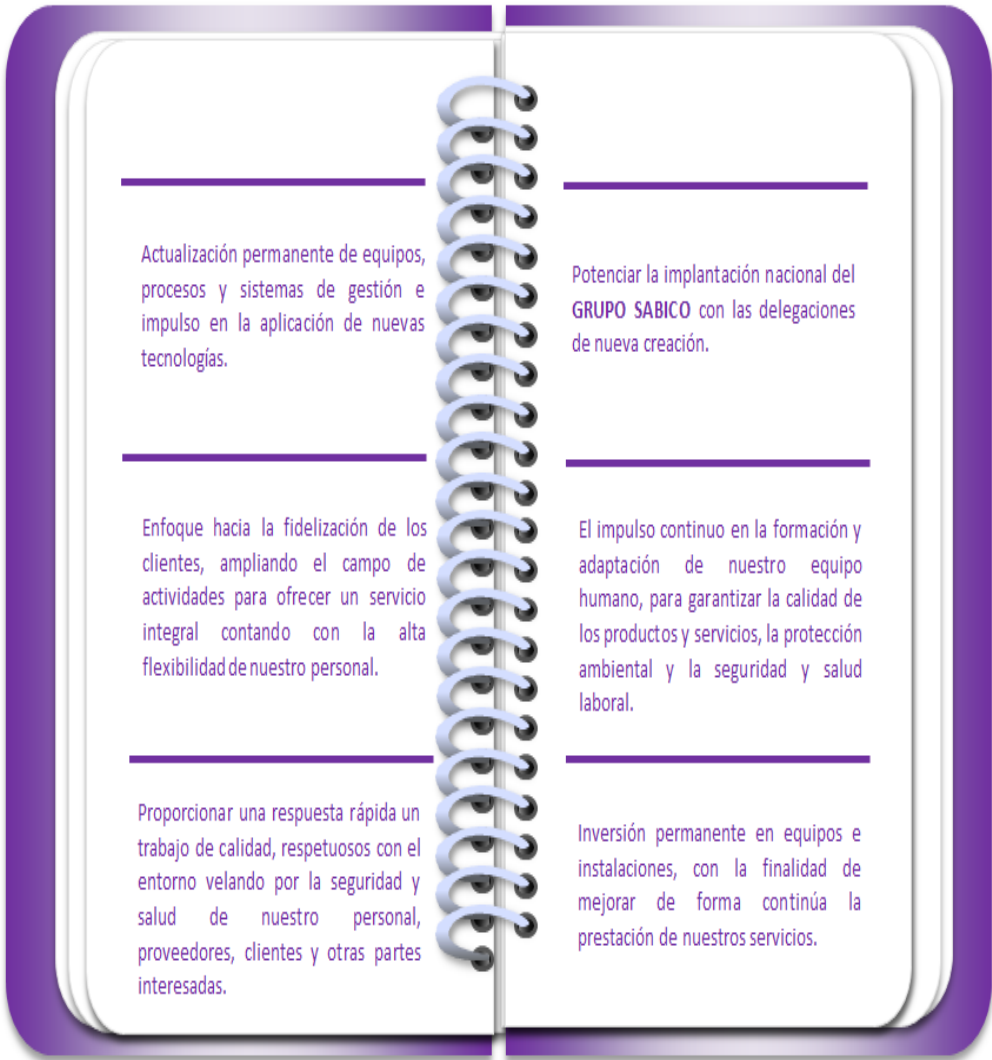 Actualización permanente de equipos,
procesos y sistemas de gestión e
impulso en la aplicación de nuevas
tecnologías.
Enfoque hacia la fidelización de los
clientes, ampliando el campo de
actividades para ofrecer un servicio
integral contando con la alta
flexibilidad de nuestro personal.
Proporcionar una respuesta rápida un
trabajo de calidad, respetuosos con el
entorno velando por la seguridad y
salud de nuestro personal,
proveedores, clientes y otras partes
interesadas.
Potenciar la implantación nacional del
GRUPO SABICO con las delegaciones
de nueva creación.
El impulso continuo en la formación y
adaptación de nuestro equipo
humano, para garantizar la calidad de
los productos y servicios, la protección
ambiental y la seguridad y salud
laboral.
Inversión permanente en equipos e
instalaciones, con la finalidad de
mejorar de forma continúa la
prestación de nuestros servicios.